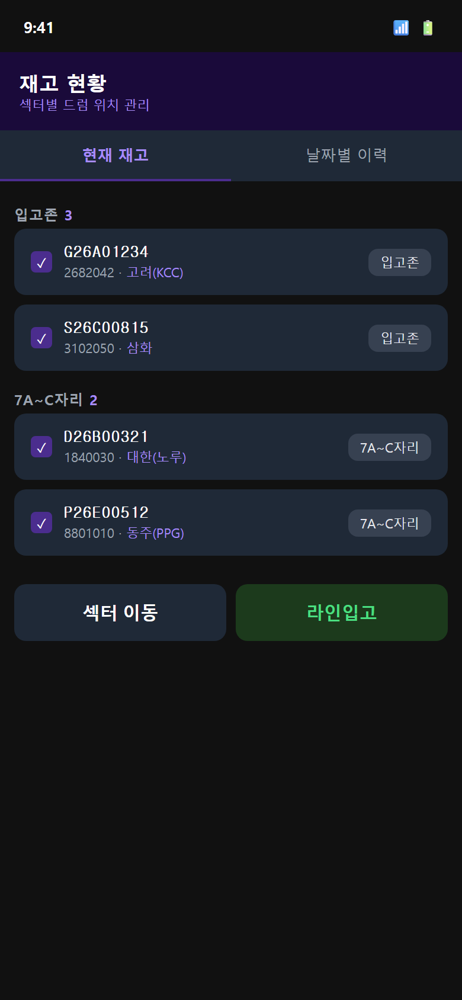 9:41
재고 현황
섹터별 드럼 위치 관리
현재 재고 날짜별 이력
입고존 3
✓ G26A01234
2682042 · 고려(KCC)
입고존
✓ S26C00815
3102050 · 삼화
입고존
7A~C자리 2
✓ D26B00321
1840030 · 대한(노루)
7A~C자리
✓ P26E00512
8801010 · 동주(PPG)
7A~C자리
섹터 이동 라인입고